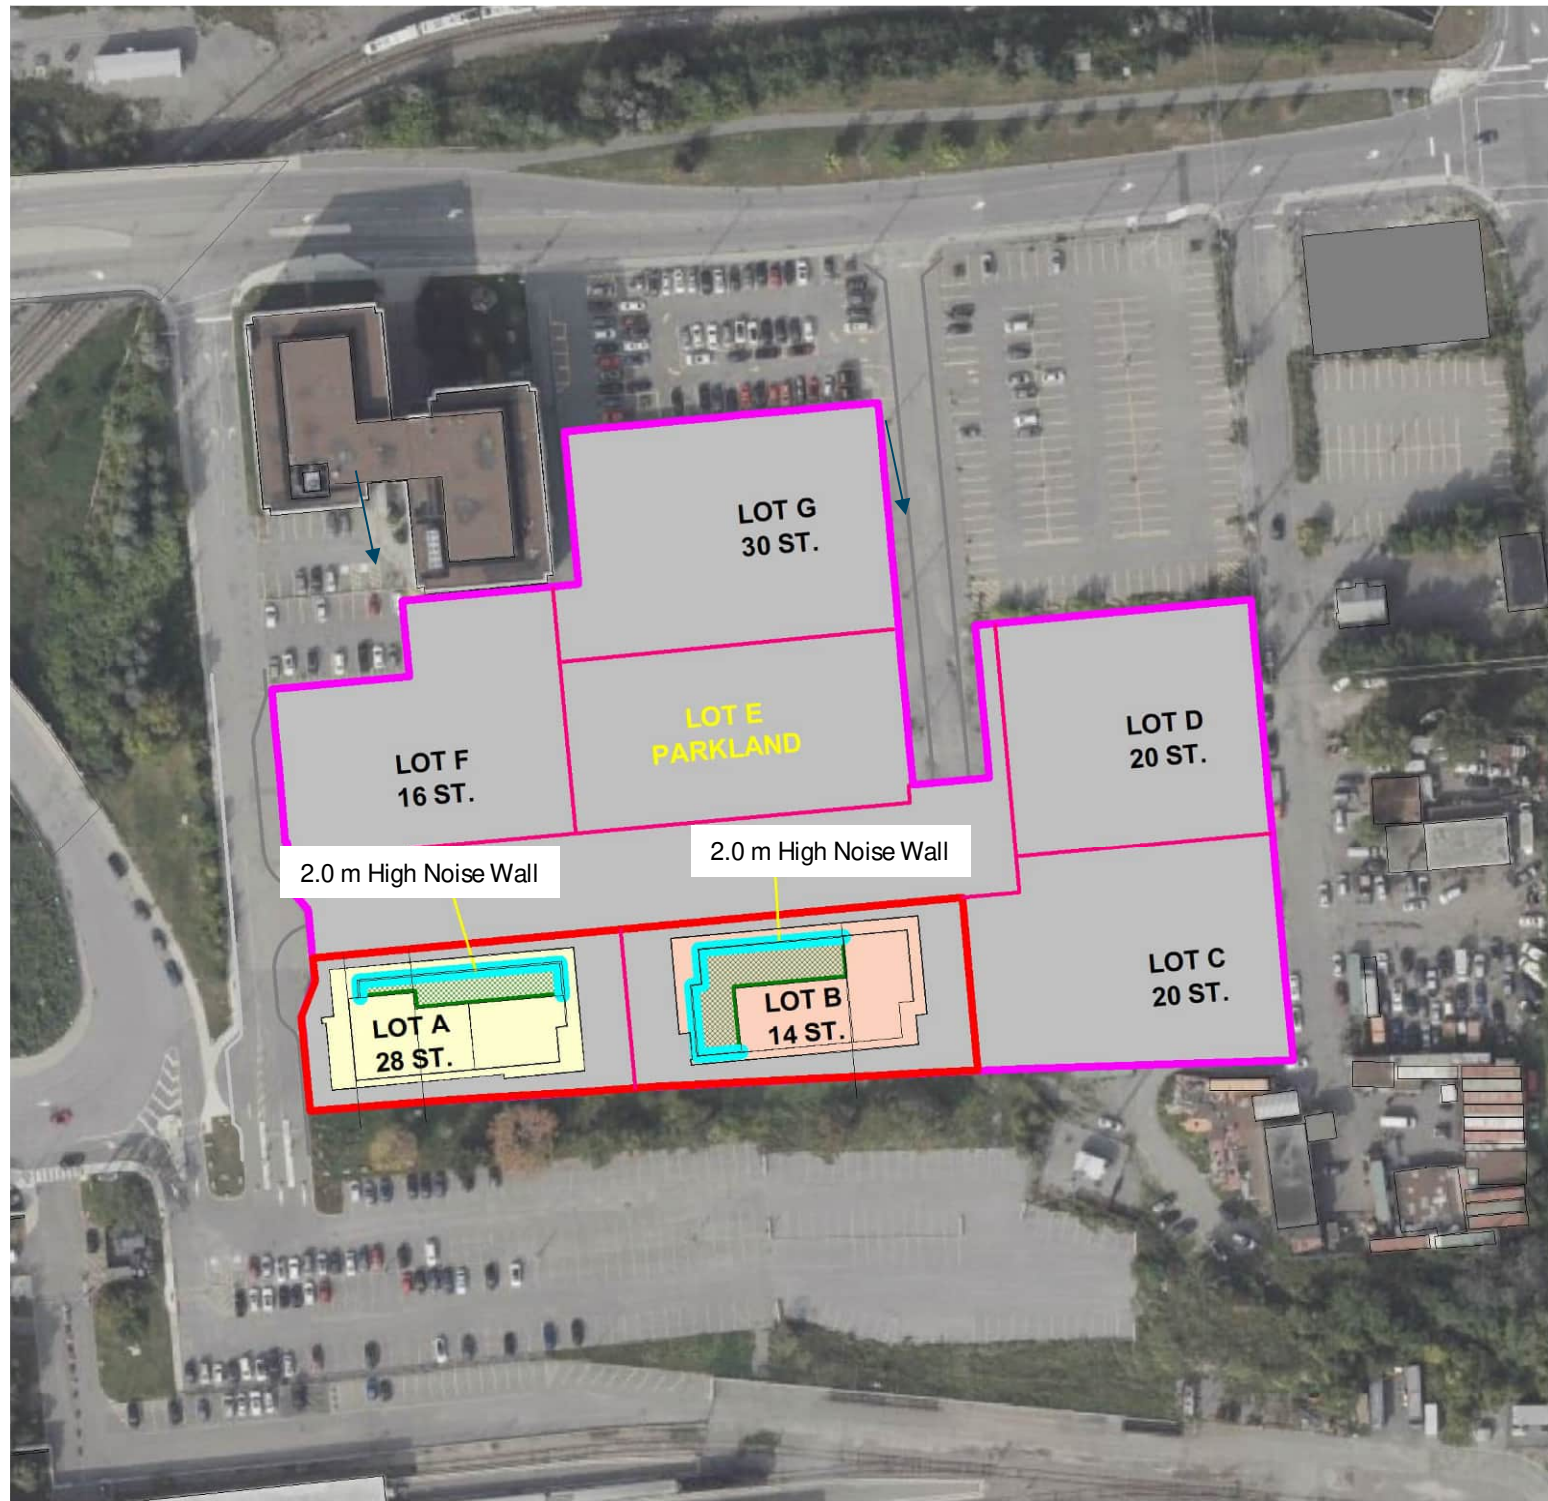 LOT G
30 ST.
LOT E
PARKLAND
LOT D
20 ST.
LOT F
16 ST.
2.0 m High Noise Wall
2.0 m High Noise Wall
LOT C
20 ST.
LOT B
14 ST.
LOT A
28 ST.